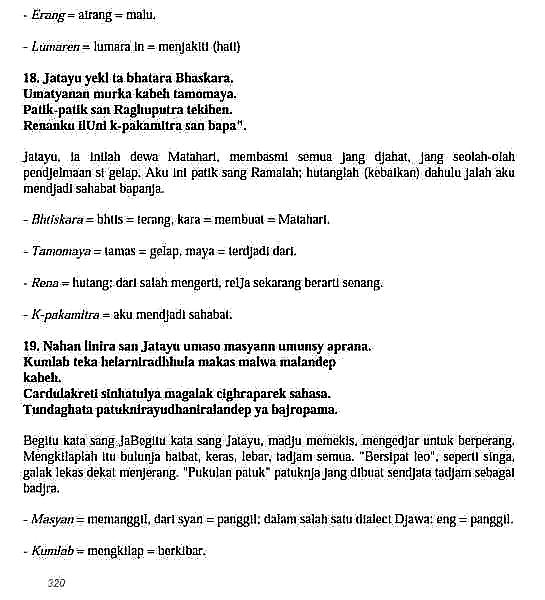 - Erang = airang = malu.
- Lumaren = lumara in = menjakiti (hati)
18. Jatayu yeki ta bhatara Bhaskara.
Umatyanan murka kabeh tamomaya.
Patik-patik san Raghuputra tekihen.
Renanku ilUni k-pakamitra san bapa".
Jatayu, ia inilah dewa Matahari, membasmi semua jang djahat, jang seolah-olah
pendjelmaan si gelap. Aku ini patik sang Ramalah; hutanglah (kebaikan) dahulu jalah aku
mendjadi sahabat bapanja.
- Bhtiskara = bhtis = terang, kara = membuat = Matahari.
- Tamomaya = tamas = gelap, maya = terdjadi dari.
- Rena = hutang; dari salah mengerti, relja sekarang berarti senang.
- K-pakamitra = aku mendjadi sahabat.
19. Nahan linira san Jatayu umaso masyann umunsy aprana.
Kumlab teka helarniradhhula makas malwa malandep
kabeh.
Cardulakreti sinhatulya magalak cighraparek sahasa.
Tundaghata patuknirayudhaniralandep ya bajropama.
Begitu kata sang JaBegitu kata sang Jatayu, madju memekis, mengedjar untuk berperang.
Mengkilaplah itu bulunja haibat, keras, lebar, tadjam semua. "Bersipat leo", seperti singa,
galak lekas dekat menjerang. "Pukulan patuk" patuknja jang dibuat sendjata tadjam sebagai
badjra.
- Masyan = memanggil, dari syan = panggil; dalam salah satu dialect Djawa: eng = panggil.
- Kumlab = mengkilap = berkibar.
320